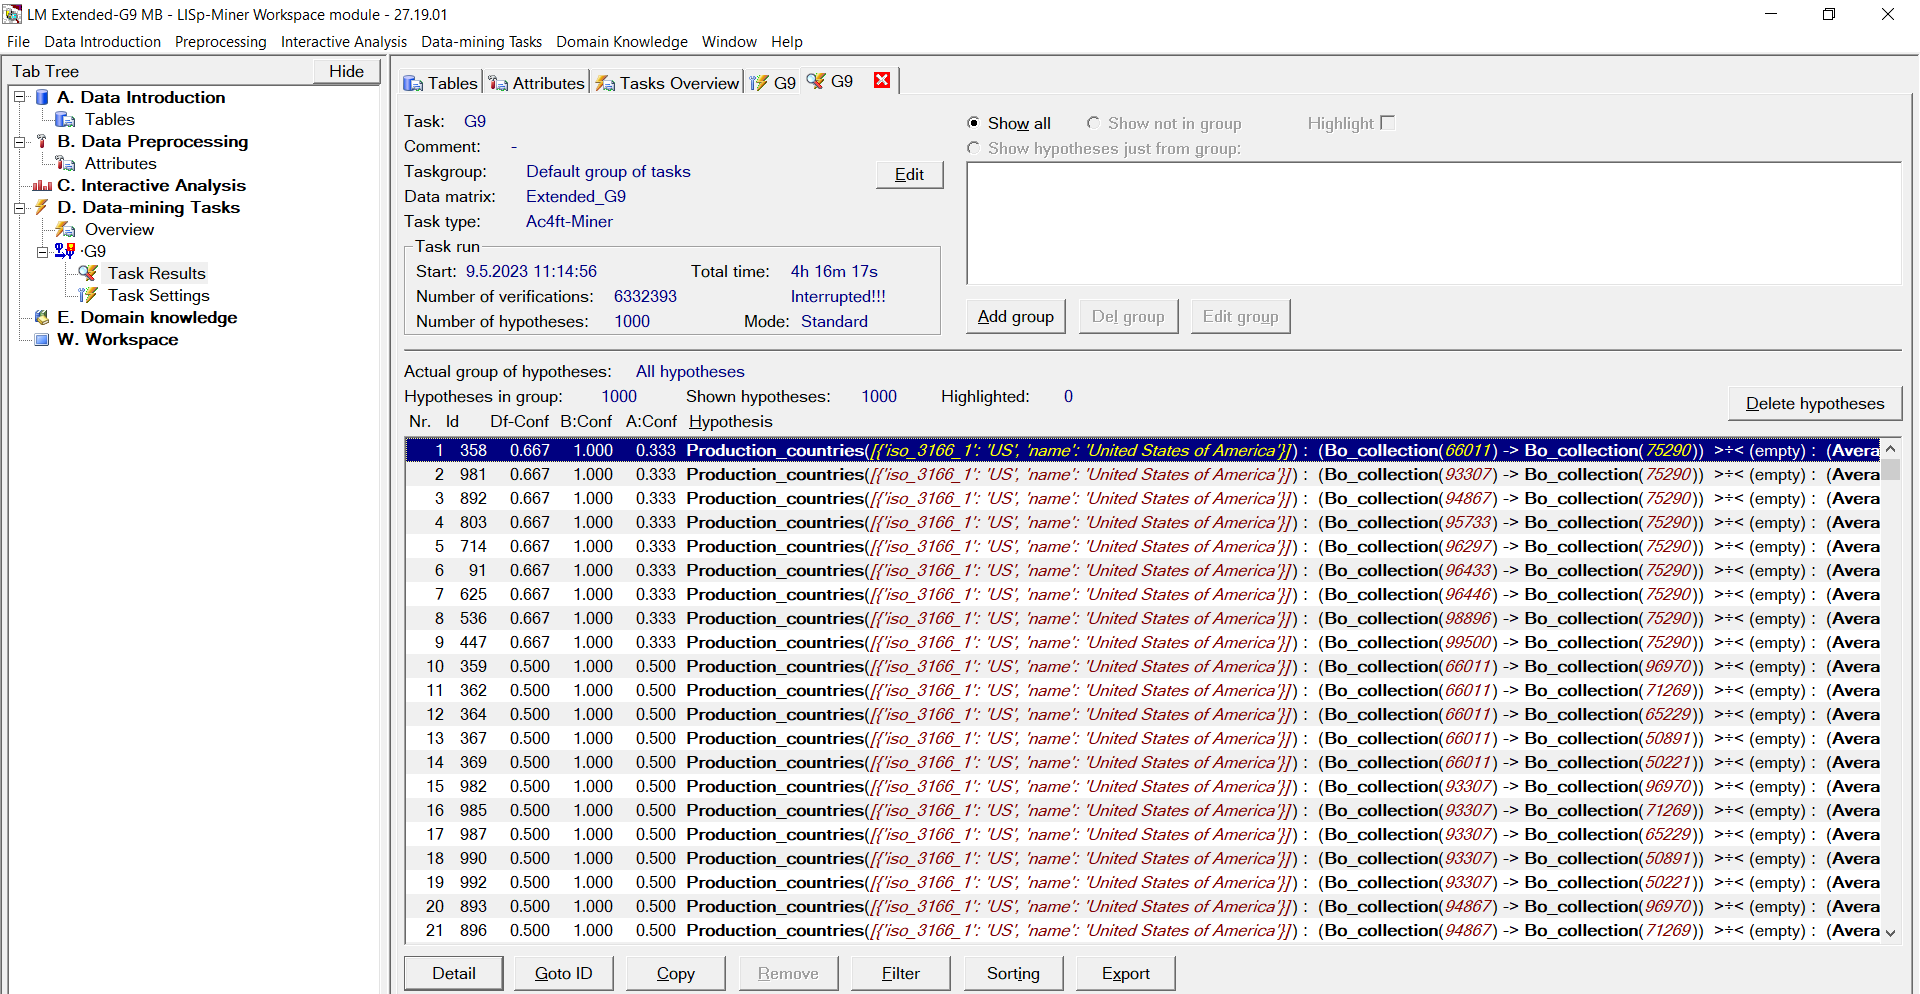 LM Extended-G9 MB - LISp-Miner Workspace module - 27.19.01
File Data Introduction Preprocessing Interactive Analysis Data-mining Tasks Domain Knowledge Window Help
Tab Tree Hide
A. Data Introduction
Tables
B. Data Preprocessing
Attributes
C. Interactive Analysis
D. Data-mining Tasks
Overview
·G9
Task Results
Task Settings
E. Domain knowledge
W. Workspace
Tables Attributes Tasks Overview G9 G9
Task: G9
Comment: -
Taskgroup: Default group of tasks
Edit
Data matrix: Extended_G9
Task type: Ac4ft-Miner
Task run
Start: 9.5.2023 11:14:56 Total time: 4h 16m 17s
Number of verifications: 6332393 Interrupted!!!
Number of hypotheses: 1000 Mode: Standard
Show all Show not in group Highlight
Show hypotheses just from group:
Add group Del group Edit group
Actual group of hypotheses: All hypotheses
Hypotheses in group: 1000 Shown hypotheses: 1000 Highlighted: 0
Delete hypotheses
Nr. Id Df-Conf B:Conf A:Conf Hypothesis
1 358 0.667 1.000 0.333 Production_countries([{'iso_3166_1': 'US', 'name': 'United States of America'}]) : (Bo_collection(66011) -> Bo_collection(75290)) >÷< (empty) : (Avera
2 981 0.667 1.000 0.333 Production_countries([{'iso_3166_1': 'US', 'name': 'United States of America'}]) : (Bo_collection(93307) -> Bo_collection(75290)) >÷< (empty) : (Avera
3 892 0.667 1.000 0.333 Production_countries([{'iso_3166_1': 'US', 'name': 'United States of America'}]) : (Bo_collection(94867) -> Bo_collection(75290)) >÷< (empty) : (Avera
4 803 0.667 1.000 0.333 Production_countries([{'iso_3166_1': 'US', 'name': 'United States of America'}]) : (Bo_collection(95733) -> Bo_collection(75290)) >÷< (empty) : (Avera
5 714 0.667 1.000 0.333 Production_countries([{'iso_3166_1': 'US', 'name': 'United States of America'}]) : (Bo_collection(96297) -> Bo_collection(75290)) >÷< (empty) : (Avera
6 91 0.667 1.000 0.333 Production_countries([{'iso_3166_1': 'US', 'name': 'United States of America'}]) : (Bo_collection(96433) -> Bo_collection(75290)) >÷< (empty) : (Avera
7 625 0.667 1.000 0.333 Production_countries([{'iso_3166_1': 'US', 'name': 'United States of America'}]) : (Bo_collection(96446) -> Bo_collection(75290)) >÷< (empty) : (Avera
8 536 0.667 1.000 0.333 Production_countries([{'iso_3166_1': 'US', 'name': 'United States of America'}]) : (Bo_collection(98896) -> Bo_collection(75290)) >÷< (empty) : (Avera
9 447 0.667 1.000 0.333 Production_countries([{'iso_3166_1': 'US', 'name': 'United States of America'}]) : (Bo_collection(99500) -> Bo_collection(75290)) >÷< (empty) : (Avera
10 359 0.500 1.000 0.500 Production_countries([{'iso_3166_1': 'US', 'name': 'United States of America'}]) : (Bo_collection(66011) -> Bo_collection(96970)) >÷< (empty) : (Avera
11 362 0.500 1.000 0.500 Production_countries([{'iso_3166_1': 'US', 'name': 'United States of America'}]) : (Bo_collection(66011) -> Bo_collection(71269)) >÷< (empty) : (Avera
12 364 0.500 1.000 0.500 Production_countries([{'iso_3166_1': 'US', 'name': 'United States of America'}]) : (Bo_collection(66011) -> Bo_collection(65229)) >÷< (empty) : (Avera
13 367 0.500 1.000 0.500 Production_countries([{'iso_3166_1': 'US', 'name': 'United States of America'}]) : (Bo_collection(66011) -> Bo_collection(50891)) >÷< (empty) : (Avera
14 369 0.500 1.000 0.500 Production_countries([{'iso_3166_1': 'US', 'name': 'United States of America'}]) : (Bo_collection(66011) -> Bo_collection(50221)) >÷< (empty) : (Avera
15 982 0.500 1.000 0.500 Production_countries([{'iso_3166_1': 'US', 'name': 'United States of America'}]) : (Bo_collection(93307) -> Bo_collection(96970)) >÷< (empty) : (Avera
16 985 0.500 1.000 0.500 Production_countries([{'iso_3166_1': 'US', 'name': 'United States of America'}]) : (Bo_collection(93307) -> Bo_collection(71269)) >÷< (empty) : (Avera
17 987 0.500 1.000 0.500 Production_countries([{'iso_3166_1': 'US', 'name': 'United States of America'}]) : (Bo_collection(93307) -> Bo_collection(65229)) >÷< (empty) : (Avera
18 990 0.500 1.000 0.500 Production_countries([{'iso_3166_1': 'US', 'name': 'United States of America'}]) : (Bo_collection(93307) -> Bo_collection(50891)) >÷< (empty) : (Avera
19 992 0.500 1.000 0.500 Production_countries([{'iso_3166_1': 'US', 'name': 'United States of America'}]) : (Bo_collection(93307) -> Bo_collection(50221)) >÷< (empty) : (Avera
20 893 0.500 1.000 0.500 Production_countries([{'iso_3166_1': 'US', 'name': 'United States of America'}]) : (Bo_collection(94867) -> Bo_collection(96970)) >÷< (empty) : (Avera
21 896 0.500 1.000 0.500 Production_countries([{'iso_3166_1': 'US', 'name': 'United States of America'}]) : (Bo_collection(94867) -> Bo_collection(71269)) >÷< (empty) : (Avera
Detail Goto ID Copy Remove Filter Sorting Export